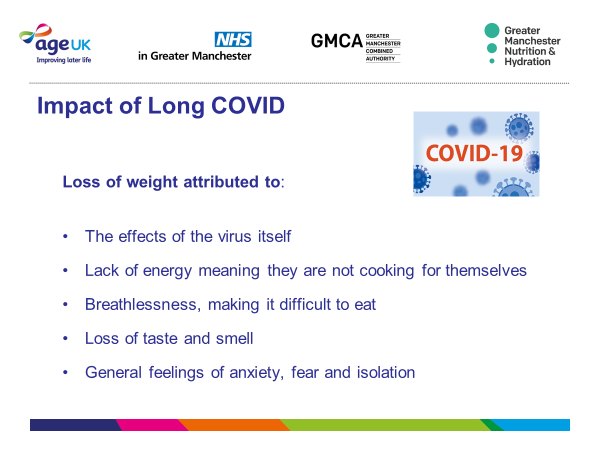 age UK
Improving later life
NHS
in Greater Manchester
GMCA GREATER MANCHESTER COMBINED AUTHORITY
Greater
Manchester
Nutrition &
Hydration
Impact of Long COVID
COVID-19
Loss of weight attributed to:
• The effects of the virus itself
• Lack of energy meaning they are not cooking for themselves
• Breathlessness, making it difficult to eat
• Loss of taste and smell
• General feelings of anxiety, fear and isolation